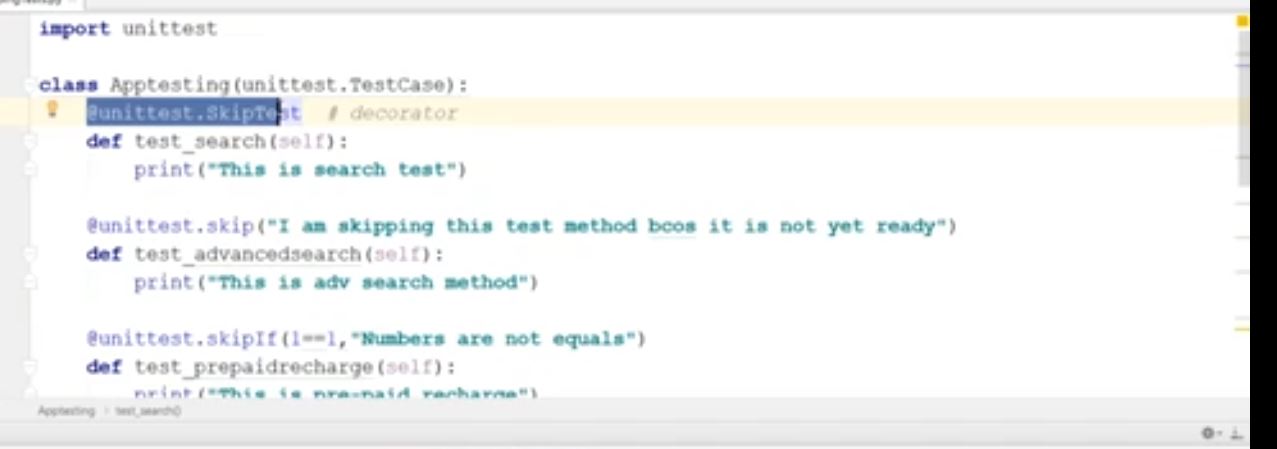 import unittest
class Apptesting(unittest.TestCase):
@unittest.SkipTest # decorator
def test_search(self):
print("This is search test")
@unittest.skip("I am skipping this test method bcos it is not yet ready")
def test_advancedsearch(self):
print("This is adv search method")
@unittest.skipIf(1==1,"Numbers are not equals")
def test_prepaidrecharge(self):
print("This is pre-paid recharge")
Apptesting › test_search()